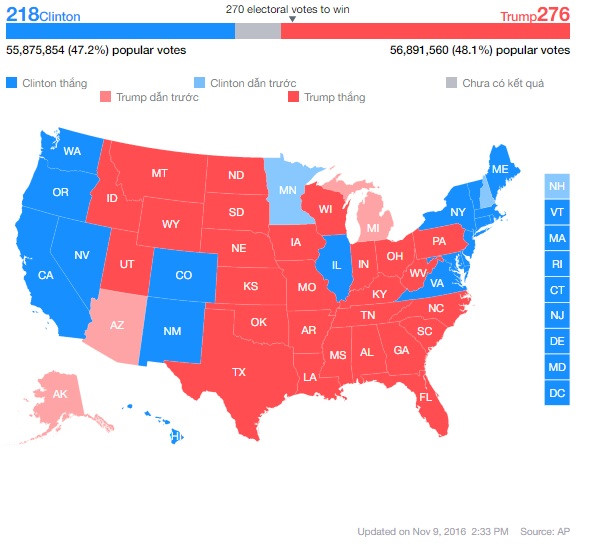 270 electoral votes to win
218Clinton Trump276
55,875,854 (47.2%) popular votes 56,891,560 (48.1%) popular votes
Clinton thắng Clinton dẫn trước Chưa có kết quả
Trump dẫn trước Trump thắng
WA
MT
ND
MN
ME
OR
ID
WY
SD
WI
MI
NY
NH
VT
NV
UT
CO
NE
IA
IL
IN
OH
PA
MA
CA
KS
MO
KY
WV
VA
RI
CT
AZ
NM
OK
AR
TN
NC
NJ
SC
DE
TX
LA
MS
AL
GA
MD
AK
FL
DC
HI
Updated on Nov 9, 2016 2:33 PM Source: AP